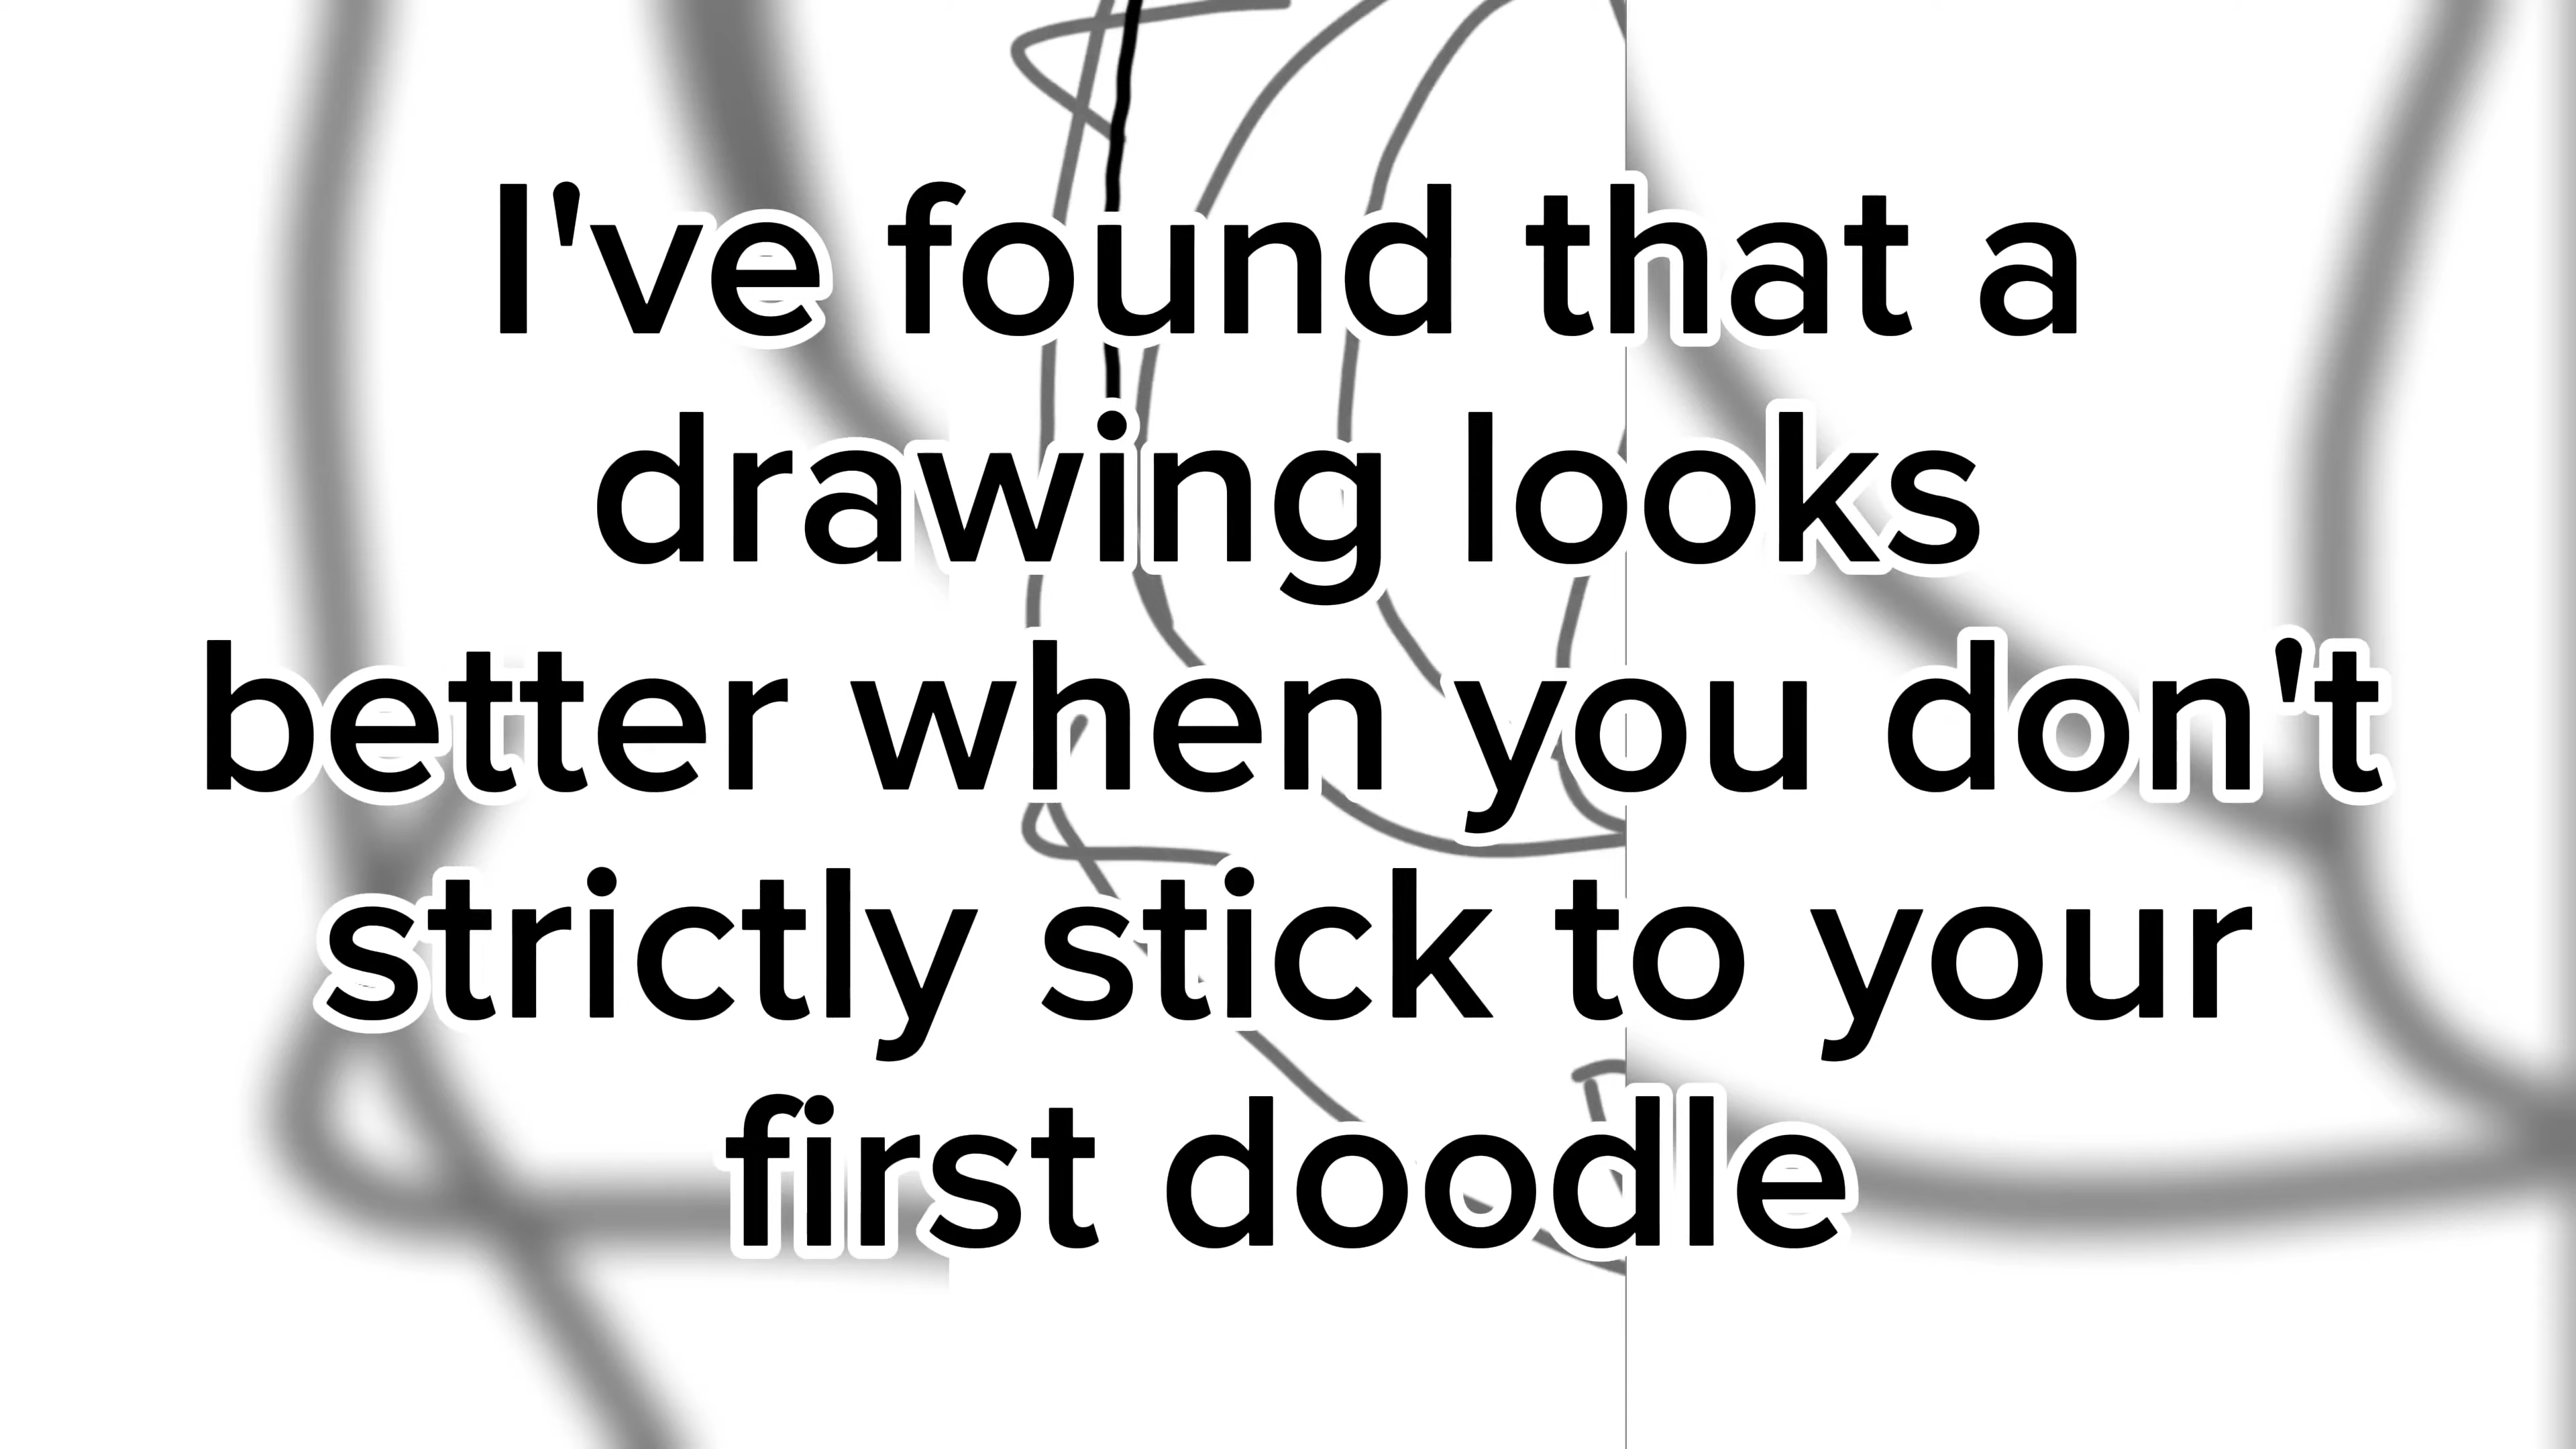 I've found that a
drawing looks
better when you don't
strictly stick to your
first doodle